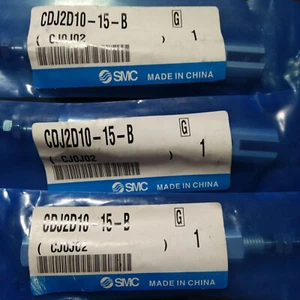 CDJ2D10-15-B
G
( CJ0J02 ) 1
SMC MADE IN CHINA
CDJ2D10-15-B
G
( CJ0J02 ) 1
SMC MADE IN CHINA
CDJ2D10-15-B
G
( CJ0J02 ) 1
SMC MADE IN CHINA